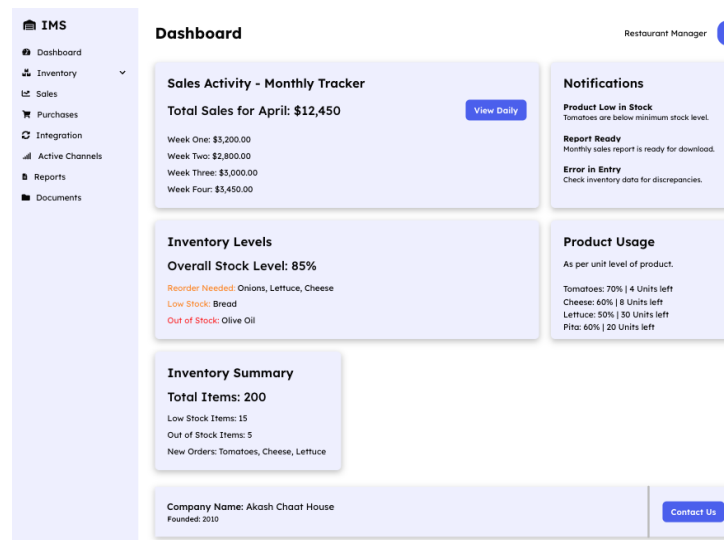 IMS
Dashboard
Inventory
Sales
Purchases
Integration
Active Channels
Reports
Documents
Dashboard
Restaurant Manager
Sales Activity - Monthly Tracker
Total Sales for April: $12,450
View Daily
Week One: $3,200.00
Week Two: $2,800.00
Week Three: $3,000.00
Week Four: $3,450.00
Notifications
Product Low in Stock
Tomatoes are below minimum stock level.
Report Ready
Monthly sales report is ready for download.
Error in Entry
Check inventory data for discrepancies.
Inventory Levels
Overall Stock Level: 85%
Reorder Needed: Onions, Lettuce, Cheese
Low Stock: Bread
Out of Stock: Olive Oil
Product Usage
As per unit level of product.
Tomatoes: 70% | 4 Units left
Cheese: 60% | 8 Units left
Lettuce: 50% | 30 Units left
Pita: 60% | 20 Units left
Inventory Summary
Total Items: 200
Low Stock Items: 15
Out of Stock Items: 5
New Orders: Tomatoes, Cheese, Lettuce
Company Name: Akash Chaat House
Founded: 2010
Contact Us